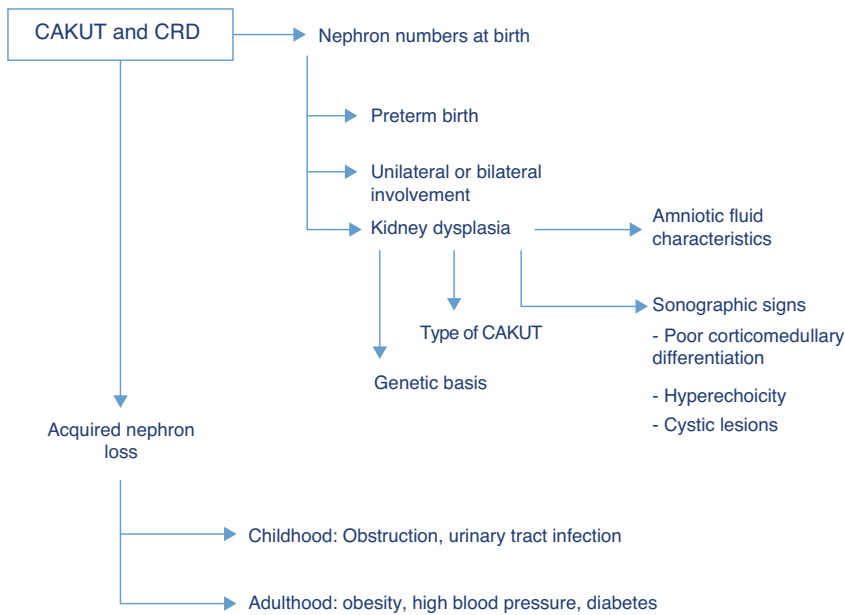 CAKUT and CRD
Nephron numbers at birth
Preterm birth
Unilateral or bilateral
involvement
Kidney dysplasia
Amniotic fluid
characteristics
Sonographic signs
- Poor corticomedullary
differentiation
- Hyperechoicity
- Cystic lesions
Type of CAKUT
Genetic basis
Acquired nephron
loss
Childhood: Obstruction, urinary tract infection
Adulthood: obesity, high blood pressure, diabetes